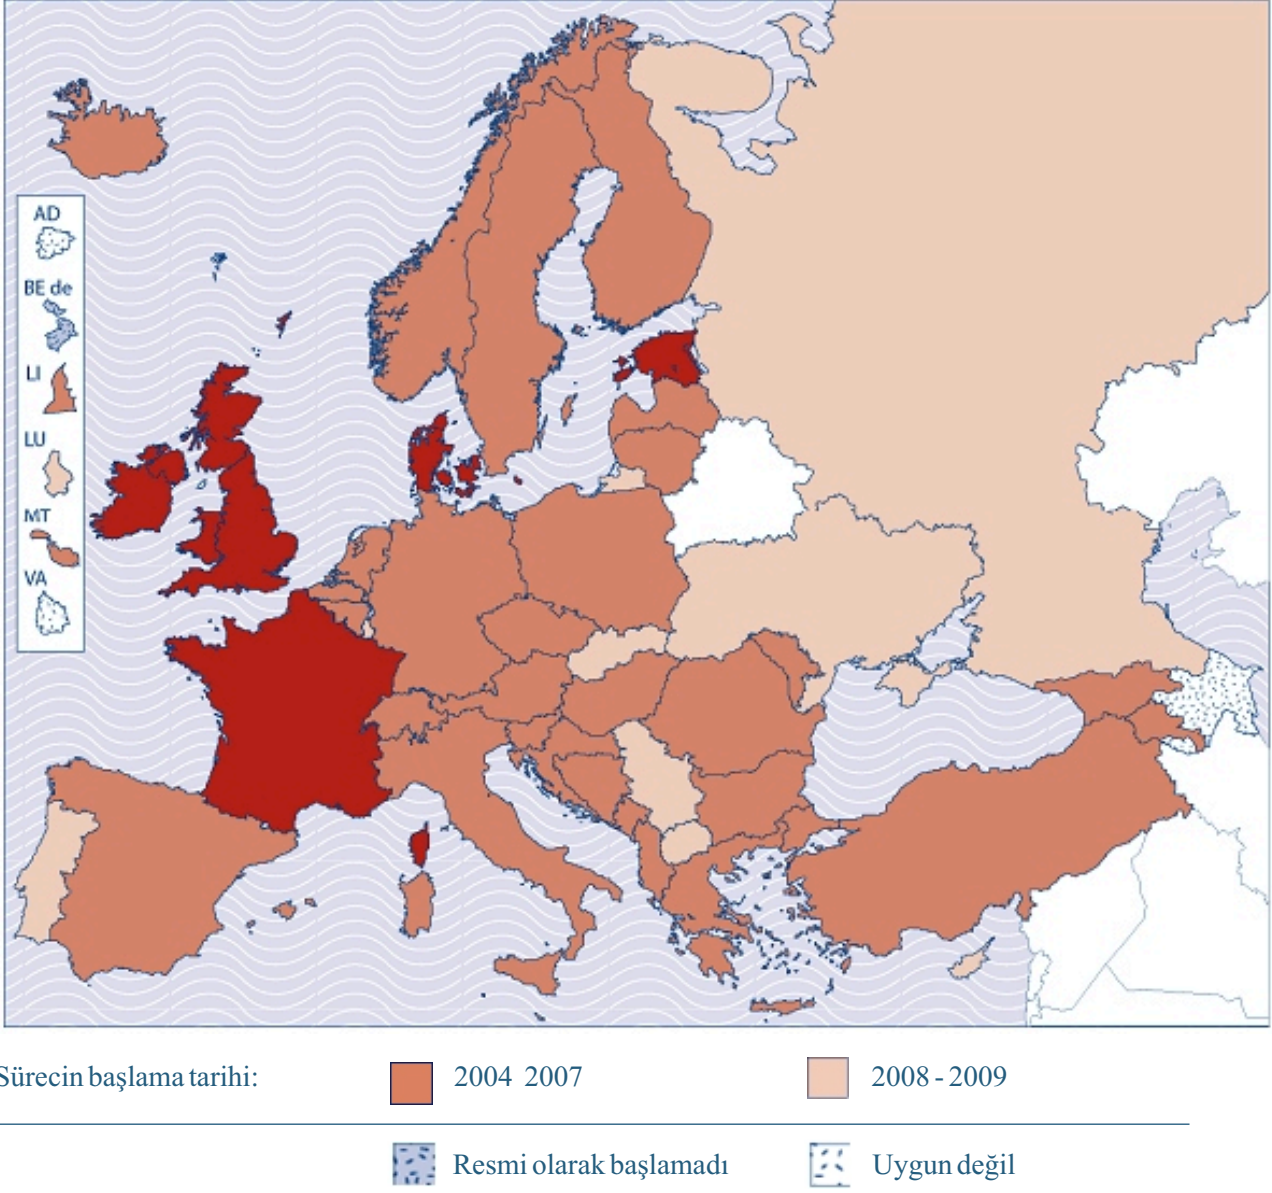 AD
BE de
LI
LU
MT
VA
Sürecin başlama tarihi:
2004 2007
2008 - 2009
Resmi olarak başlamadı
Uygun değil